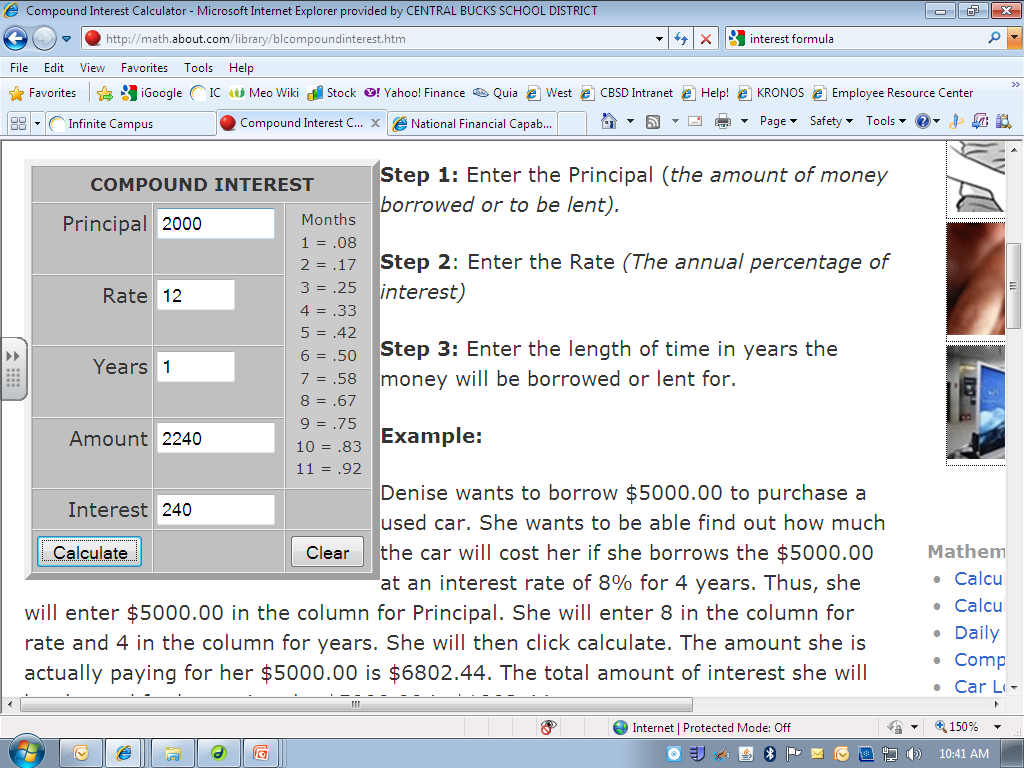 Compound Interest Calculator - Microsoft Internet Explorer provided by CENTRAL BUCKS SCHOOL DISTRICT
http://math.about.com/library/blcompoundinterest.htm
interest formula
File Edit View Favorites Tools Help
Favorites iGoogle IC Meo Wiki Stock Yahoo! Finance Quia West CBSD Intranet Help! KRONOS Employee Resource Center
Infinite Campus Compound Interest C... National Financial Capab... Page Safety Tools
COMPOUND INTEREST
Principal 2000
Rate 12
Years 1
Amount 2240
Interest 240
Calculate Clear
Months
1 = .08
2 = .17
3 = .25
4 = .33
5 = .42
6 = .50
7 = .58
8 = .67
9 = .75
10 = .83
11 = .92
Step 1: Enter the Principal (the amount of money
borrowed or to be lent).
Step 2: Enter the Rate (The annual percentage of
interest)
Step 3: Enter the length of time in years the
money will be borrowed or lent for.
Example:
Denise wants to borrow $5000.00 to purchase a
used car. She wants to be able find out how much
the car will cost her if she borrows the $5000.00
at an interest rate of 8% for 4 years. Thus, she
will enter $5000.00 in the column for Principal. She will enter 8 in the column for
rate and 4 in the column for years. She will then click calculate. The amount she is
actually paying for her $5000.00 is $6802.44. The total amount of interest she will
Mathem
Calcu
Calcu
Daily
Comp
Car Lo
Internet | Protected Mode: Off
150%
10:41 AM